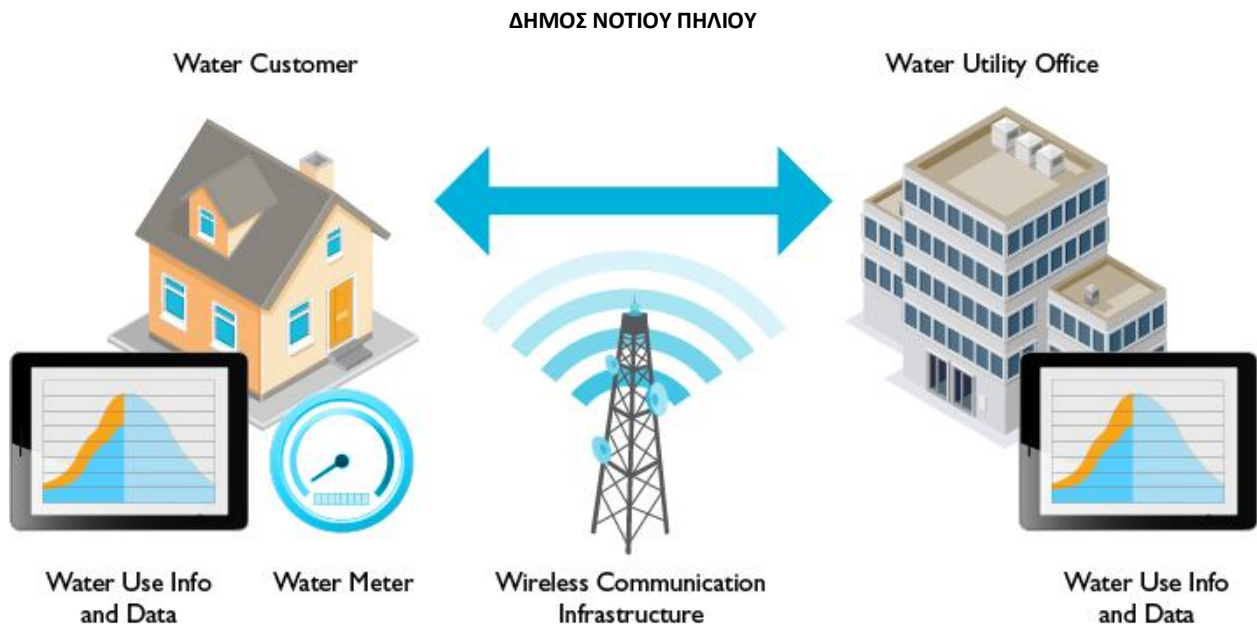 ΔΗΜΟΣ ΝΟΤΙΟΥ ΠΗΛΙΟΥ
Water Customer
Water Utility Office
Water Use Info
and Data
Water Meter
Wireless Communication
Infrastructure
Water Use Info
and Data